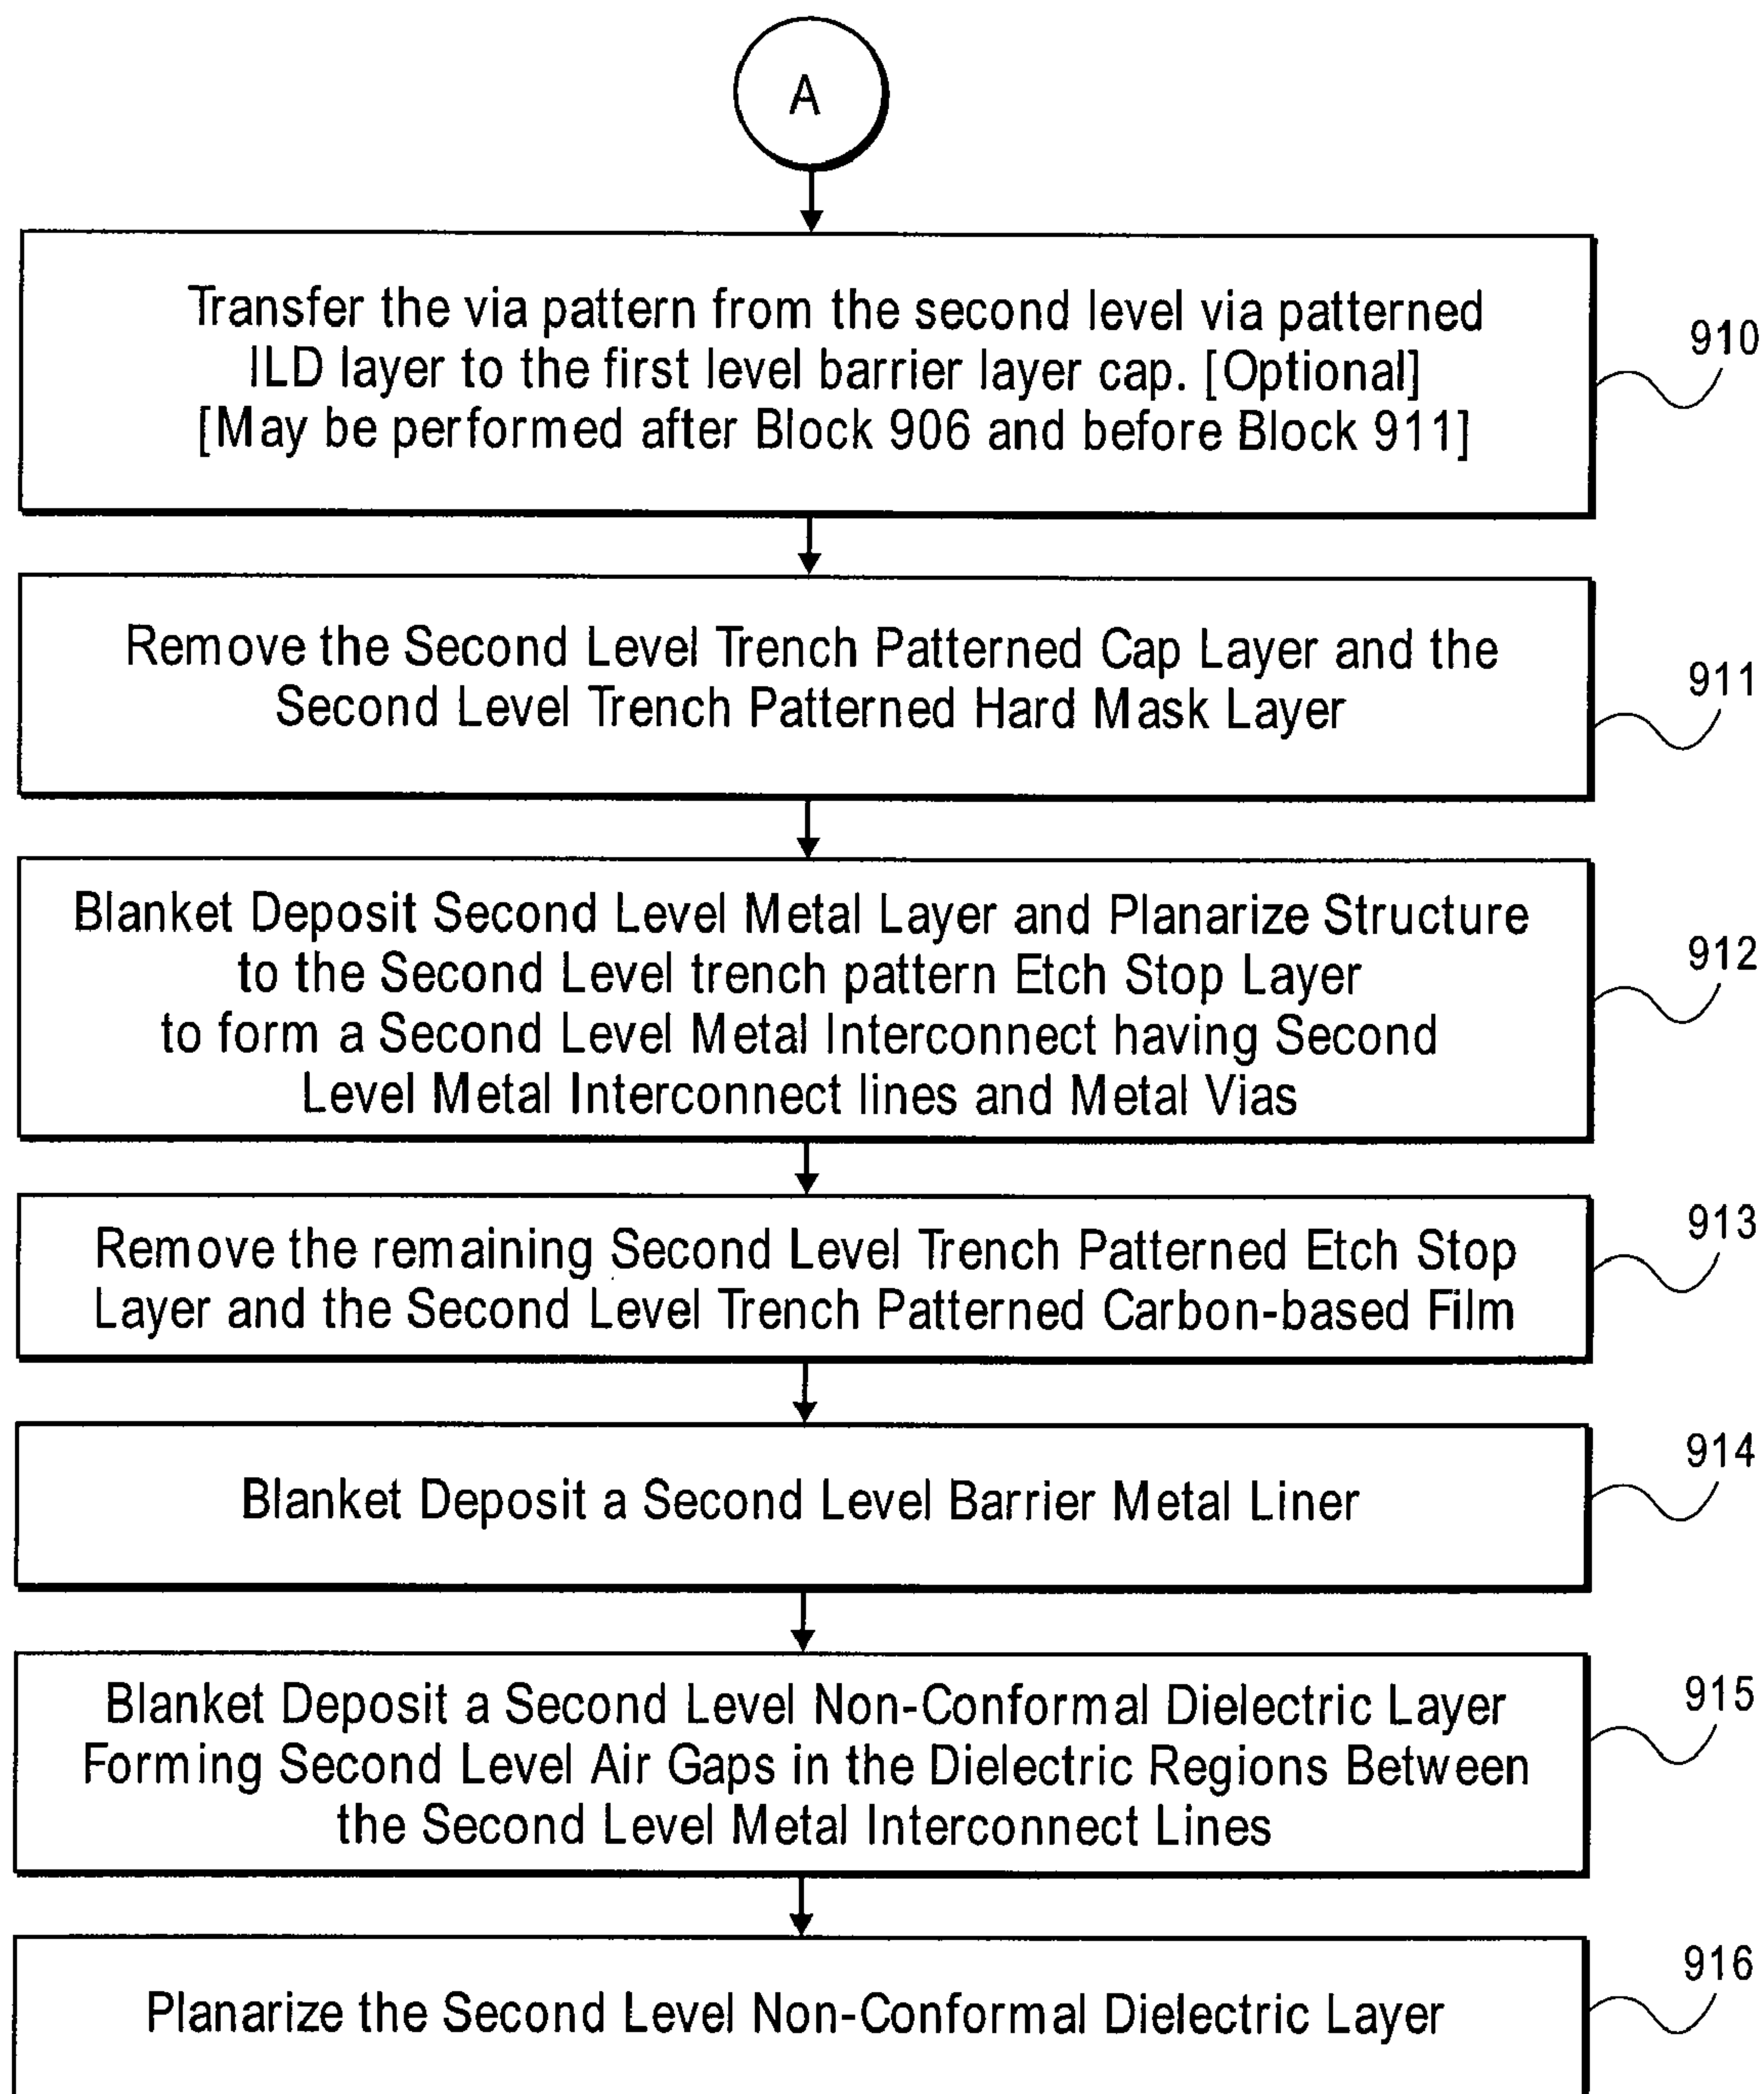 A
Transfer the via pattern from the second level via patterned
ILD layer to the first level barrier layer cap. [Optional]
[May be performed after Block 906 and before Block 911]
910
Remove the Second Level Trench Patterned Cap Layer and the
Second Level Trench Patterned Hard Mask Layer
911
Blanket Deposit Second Level Metal Layer and Planarize Structure
to the Second Level trench pattern Etch Stop Layer
to form a Second Level Metal Interconnect having Second
Level Metal Interconnect lines and Metal Vias
912
Remove the remaining Second Level Trench Patterned Etch Stop
Layer and the Second Level Trench Patterned Carbon-based Film
913
Blanket Deposit a Second Level Barrier Metal Liner
914
Blanket Deposit a Second Level Non-Conformal Dielectric Layer
Forming Second Level Air Gaps in the Dielectric Regions Between
the Second Level Metal Interconnect Lines
915
Planarize the Second Level Non-Conformal Dielectric Layer
916